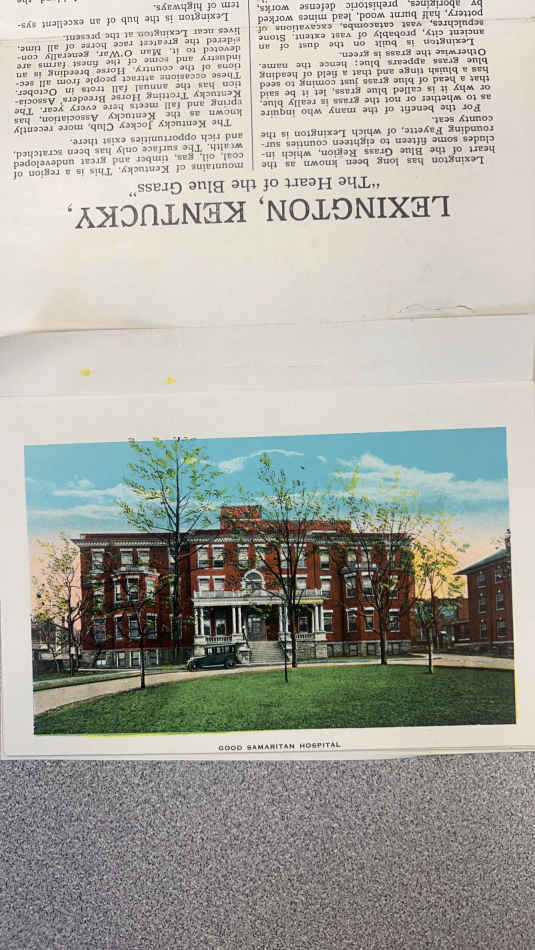 LEXINGTON, KENTUCKY,
"The Heart of the Blue Grass"
Lexington has long been known as the
heart of the Blue Grass Region, which in-
cludes some fifteen to eighteen counties sur-
rounding Fayette, of which Lexington is the
county seat.
For the benefit of the many who inquire
as to whether or not the grass is really blue,
or why it is called blue grass, let it be said
that a head of blue grass just coming to seed
has a bluish tinge and that a field of heading
blue grass appears blue; hence the name.
Otherwise the grass is green.
Lexington is built on the dust of an
ancient city, probably of vast extent. Stone
sepulchres, vast catacombs, excavations of
pottery, half burnt wood, lead mines worked
by aborigines, prehistoric defense works,
mountains of Kentucky. This is a region of
coal, oil, gas, timber and great undeveloped
wealth. The surface only has been scratched,
and rich opportunities exist there.
The Kentucky Jockey Club, more recently
known as the Kentucky Association, has
spring and fall meets here every year. The
Kentucky Trotting Horse Breeders' Associa-
tion has the annual fall trots in October.
These occasions attract people from all sec-
tions of the country. Horse breeding is an
industry and some of the finest farms are
devoted to it. Man O'War, generally con-
sidered the greatest race horse of all time,
lives near Lexington at the present.
Lexington is the hub of an excellent sys-
tem of highways.
GOOD SAMARITAN HOSPITAL